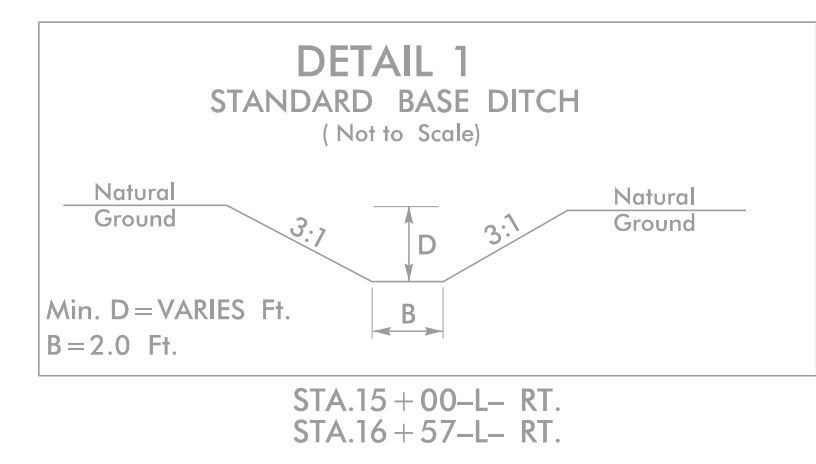 DETAIL 1
STANDARD BASE DITCH
( Not to Scale)
Natural
Ground
3:1
D
3:1
Natural
Ground
Min. D=VARIES Ft.
B=2.0 Ft.
B
STA.15+00–L– RT.
STA.16+57–L– RT.